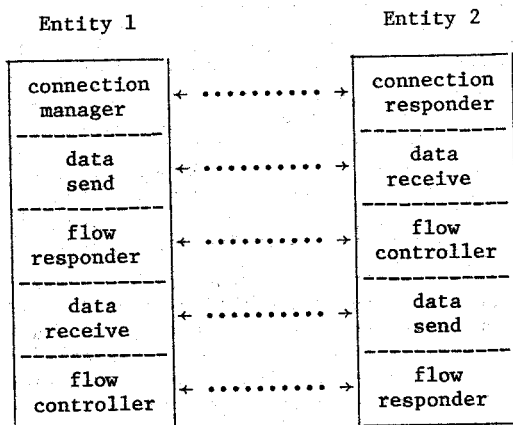 Entity 1
Entity 2
connection
manager
connection
responder
data
send
data
receive
flow
responder
flow
controller
data
receive
data
send
flow
controller
flow
responder